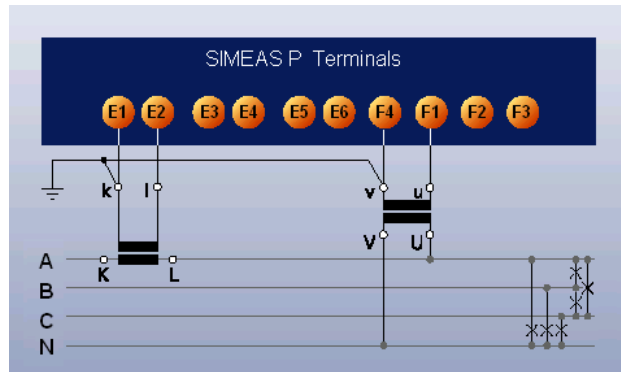 SIMEAS P Terminals
E1 E2 E3 E4 E5 E6 F4 F1 F2 F3
k l v u
V U
A
K L
B
C
N